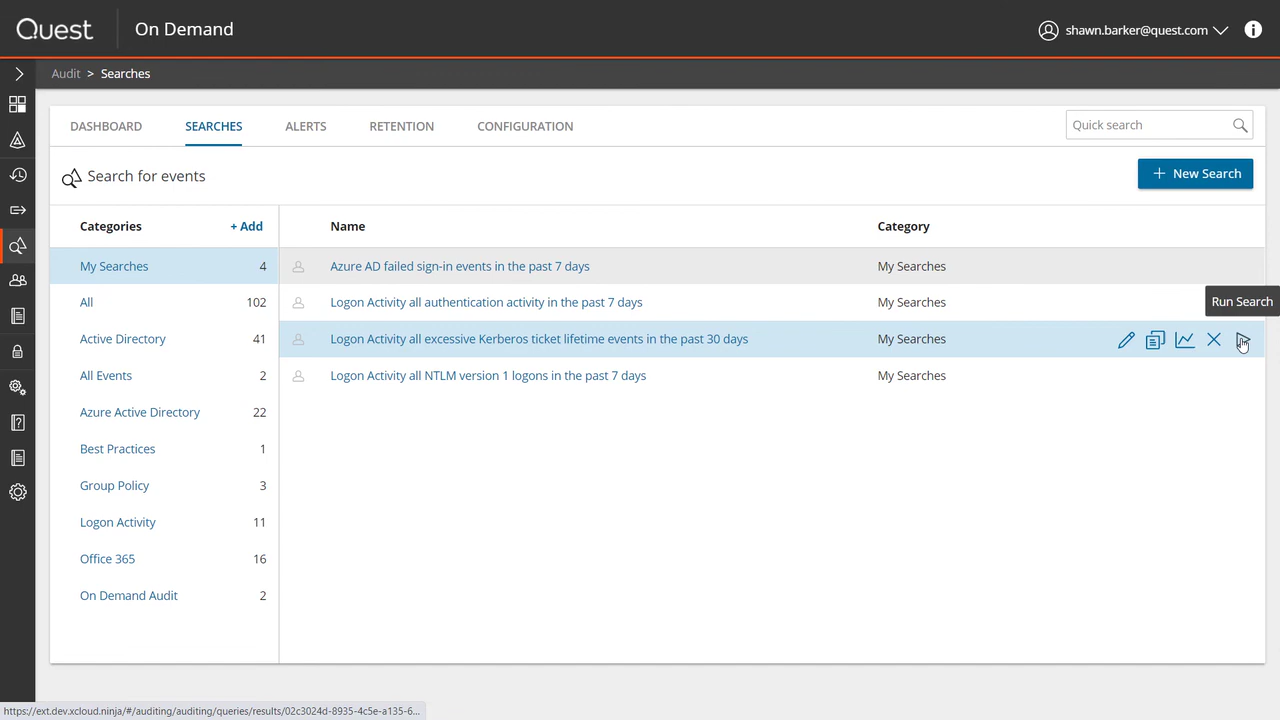 Quest On Demand shawn.barker@quest.com
Audit > Searches
DASHBOARD SEARCHES ALERTS RETENTION CONFIGURATION Quick search
Search for events + New Search
Categories + Add Name Category
My Searches 4 Azure AD failed sign-in events in the past 7 days My Searches
All 102 Logon Activity all authentication activity in the past 7 days My Searches Run Search
Active Directory 41 Logon Activity all excessive Kerberos ticket lifetime events in the past 30 days My Searches
All Events 2 Logon Activity all NTLM version 1 logons in the past 7 days My Searches
Azure Active Directory 22
Best Practices 1
Group Policy 3
Logon Activity 11
Office 365 16
On Demand Audit 2
https://ext.dev.xcloud.ninja/#/auditing/auditing/queries/results/02c3024d-8935-4c5e-a135-6...